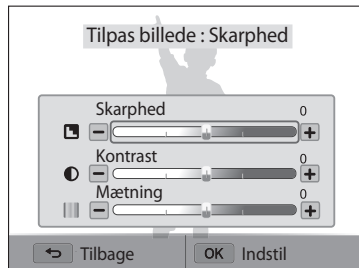 Tilpas billede : Skarphed
Skarphed 0
Kontrast 0
Mætning 0
Tilbage OK Indstil